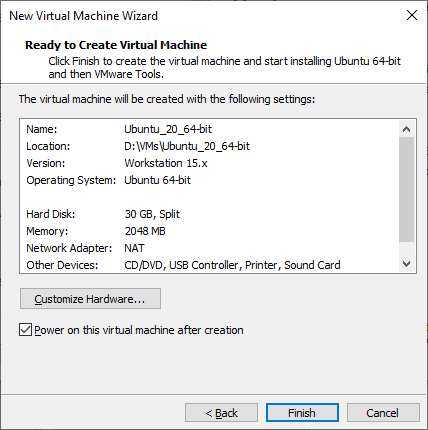 New Virtual Machine Wizard
Ready to Create Virtual Machine
Click Finish to create the virtual machine and start installing Ubuntu 64-bit
and then VMware Tools.
The virtual machine will be created with the following settings:
Name: Ubuntu_20_64-bit
Location: D:\VMs\Ubuntu_20_64-bit
Version: Workstation 15.x
Operating System: Ubuntu 64-bit
Hard Disk: 30 GB, Split
Memory: 2048 MB
Network Adapter: NAT
Other Devices: CD/DVD, USB Controller, Printer, Sound Card
Customize Hardware...
Power on this virtual machine after creation
< Back Finish Cancel